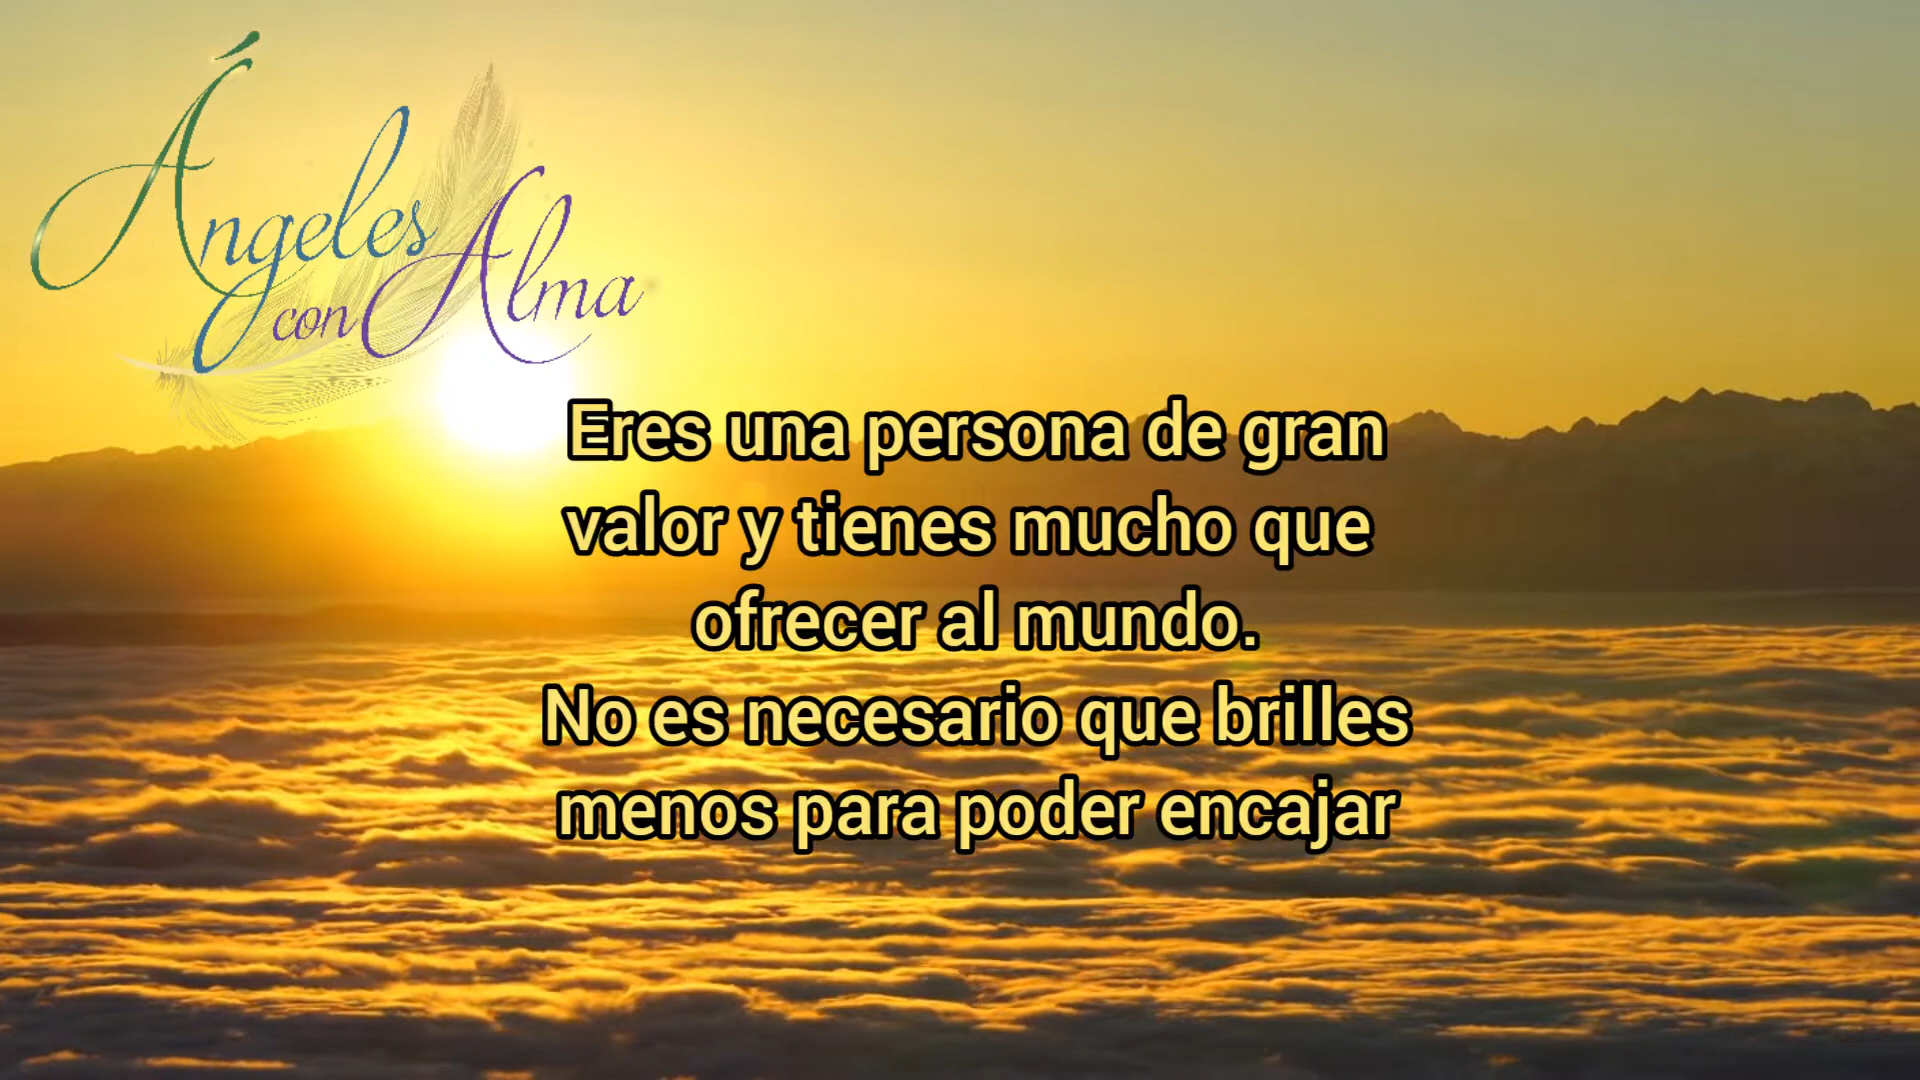 Ángeles
con Alma
Eres una persona de gran
valor y tienes mucho que
ofrecer al mundo.
No es necesario que brilles
menos para poder encajar